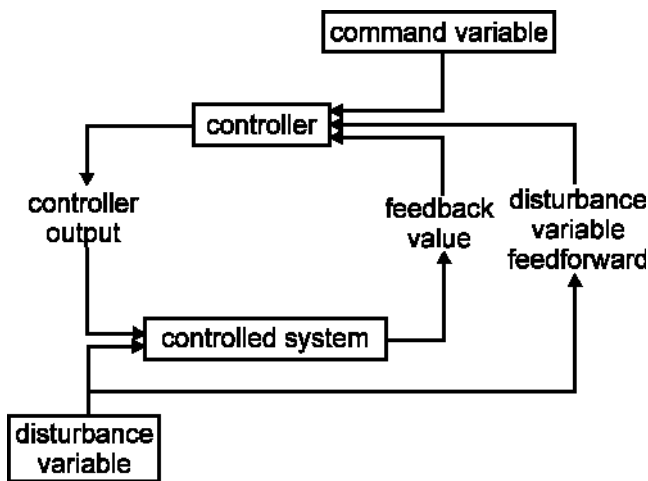 command variable
controller
controller
output
feedback
value
disturbance
variable
feedforward
controlled system
disturbance
variable